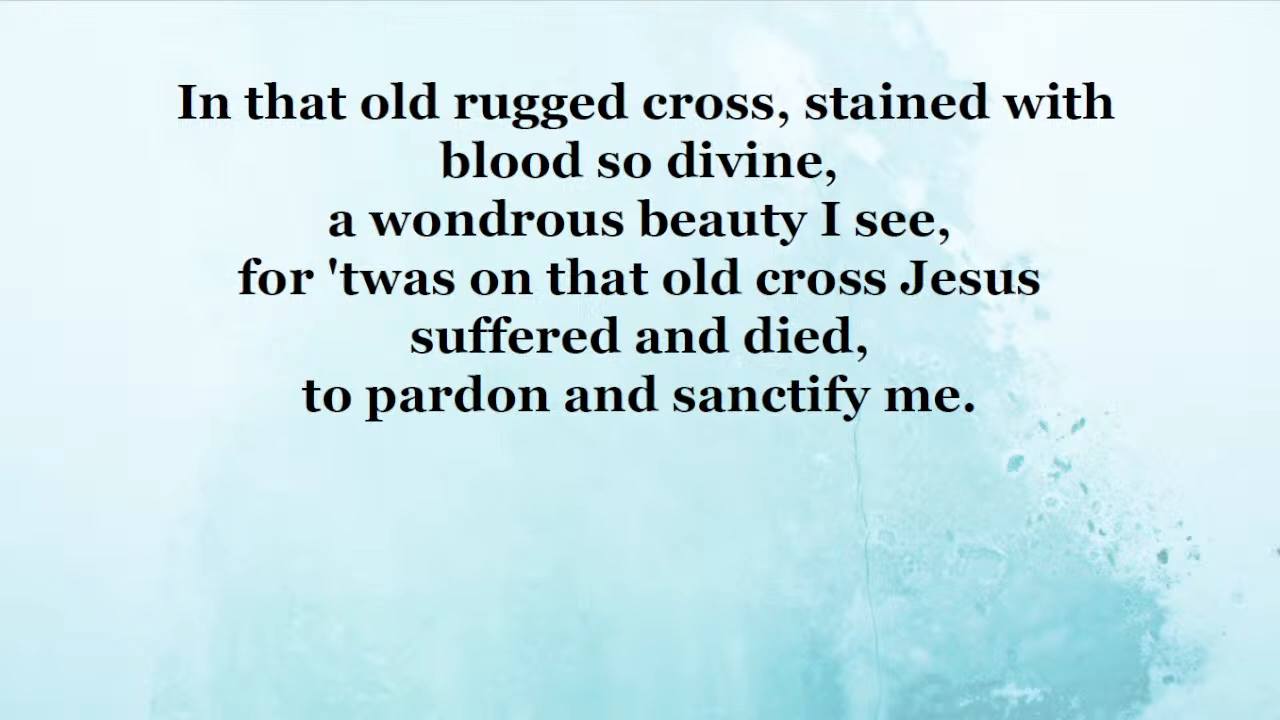 In that old rugged cross, stained with
blood so divine,
a wondrous beauty I see,
for 'twas on that old cross Jesus
suffered and died,
to pardon and sanctify me.